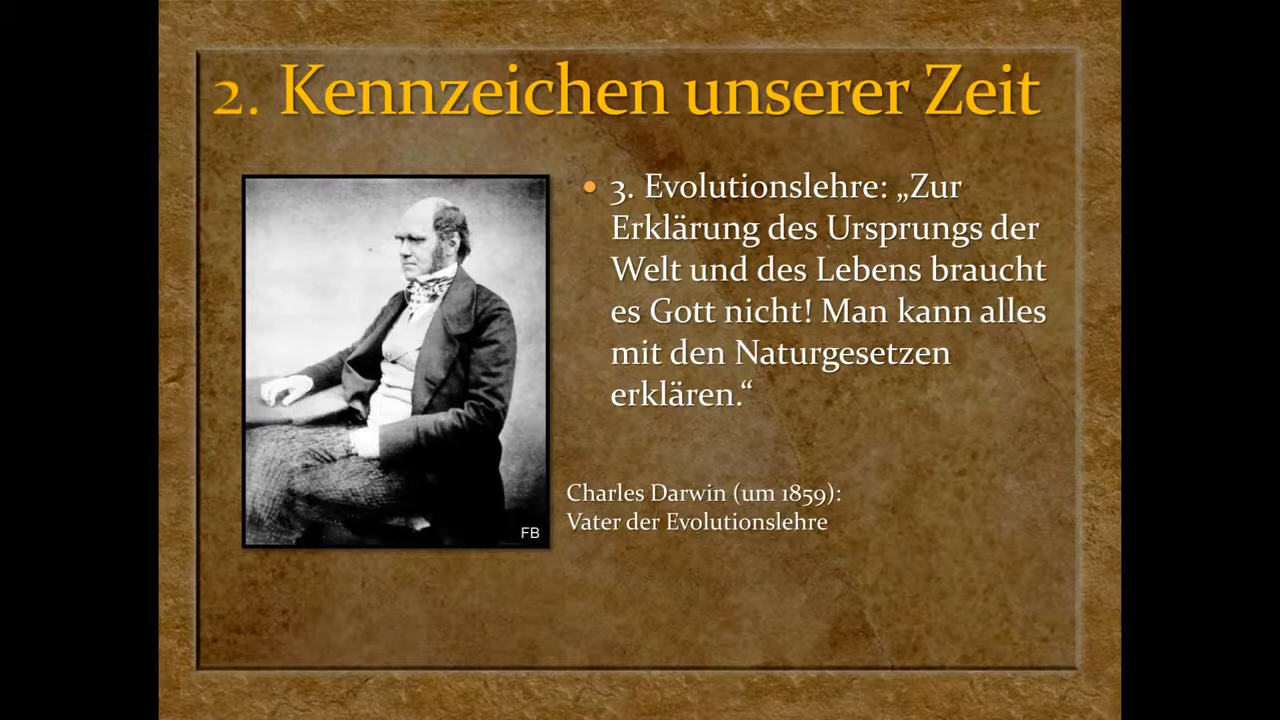 2. Kennzeichen unserer Zeit
3. Evolutionslehre: „Zur
Erklärung des Ursprungs der
Welt und des Lebens braucht
es Gott nicht! Man kann alles
mit den Naturgesetzen
erklären.“
Charles Darwin (um 1859):
Vater der Evolutionslehre
FB